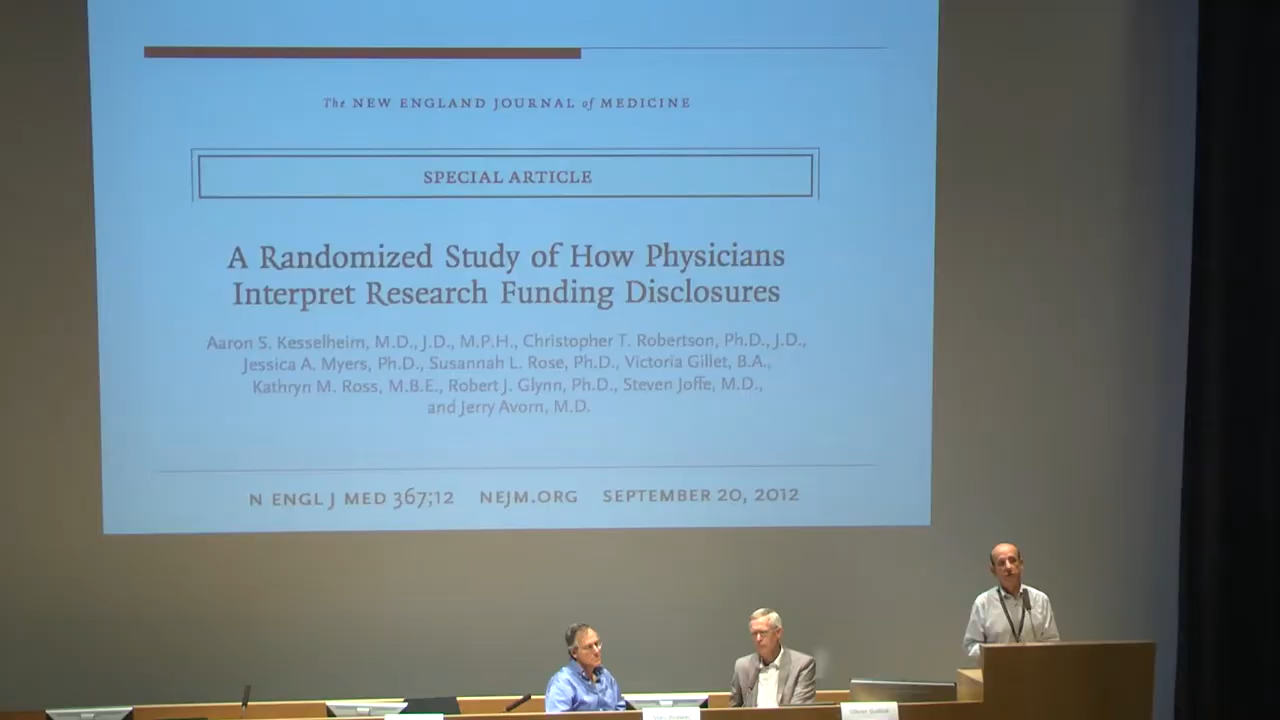 The NEW ENGLAND JOURNAL of MEDICINE
SPECIAL ARTICLE
A Randomized Study of How Physicians
Interpret Research Funding Disclosures
Aaron S. Kesselheim, M.D., J.D., M.P.H., Christopher T. Robertson, Ph.D., J.D.,
Jessica A. Myers, Ph.D., Susannah L. Rose, Ph.D., Victoria Gillet, B.A.,
Kathryn M. Ross, M.B.E., Robert J. Glynn, Ph.D., Steven Joffe, M.D.,
and Jerry Avorn, M.D.
N ENGL J MED 367;12 NEJM.ORG SEPTEMBER 20, 2012